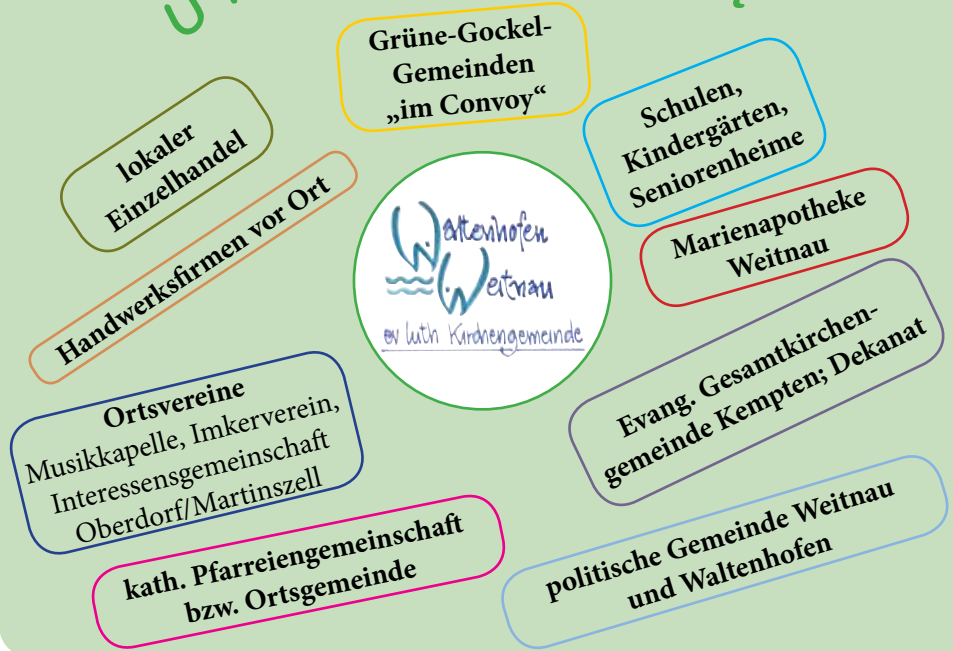 Grüne-Gockel-
Gemeinden
„im Convoy“
lokaler
Einzelhandel
Schulen,
Kindergärten,
Seniorenheime
Handwerksfirmen vor Ort
Marienapotheke
Weitnau
Waltenhofen
Weitnau
ev luth Kirchengemeinde
Evang. Gesamtkirchen-
gemeinde Kempten; Dekanat
Ortsvereine
Musikkapelle, Imkerverein,
Interessensgemeinschaft
Oberdorf/Martinszell
kath. Pfarreiengemeinschaft
bzw. Ortsgemeinde
politische Gemeinde Weitnau
und Waltenhofen